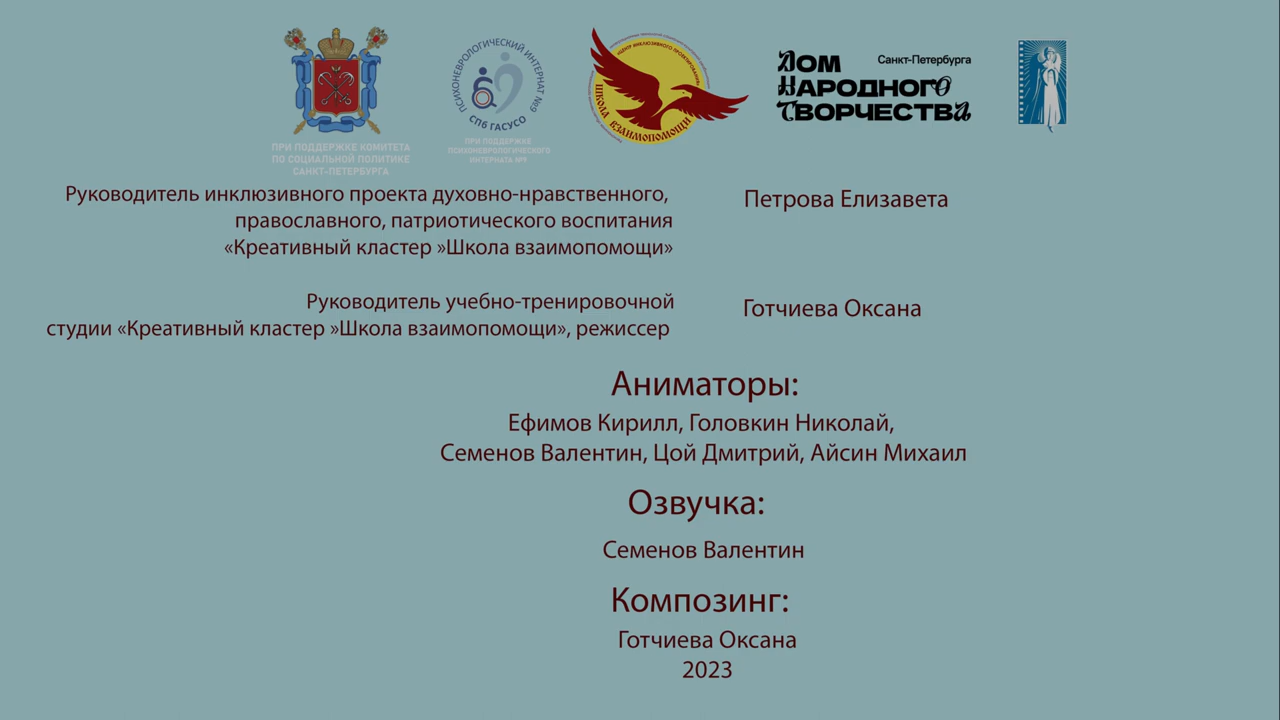 ПСИХОНЕВРОЛОГИЧЕСКИЙ ИНТЕРНАТ №9
СПб ГАСУСО
ПРИ ПОДДЕРЖКЕ КОМИТЕТА
ПО СОЦИАЛЬНОЙ ПОЛИТИКЕ
САНКТ-ПЕТЕРБУРГА
ПРИ ПОДДЕРЖКЕ
ПСИХОНЕВРОЛОГИЧЕСКОГО
ИНТЕРНАТА №9
ЦЕНТР ИНКЛЮЗИВНОГО ПРОЕКТИРОВАНИЯ
ШКОЛА ВЗАИМОПОМОЩИ
Санкт-Петербурга
ДОМ
НАРОДНОГО
ТВОРЧЕСТВА
Руководитель инклюзивного проекта духовно-нравственного,
православного, патриотического воспитания
«Креативный кластер »Школа взаимопомощи»
Петрова Елизавета
Руководитель учебно-тренировочной
студии «Креативный кластер »Школа взаимопомощи», режиссер
Готчиева Оксана
Аниматоры:
Ефимов Кирилл, Головкин Николай,
Семенов Валентин, Цой Дмитрий, Айсин Михаил
Озвучка:
Семенов Валентин
Композинг:
Готчиева Оксана
2023